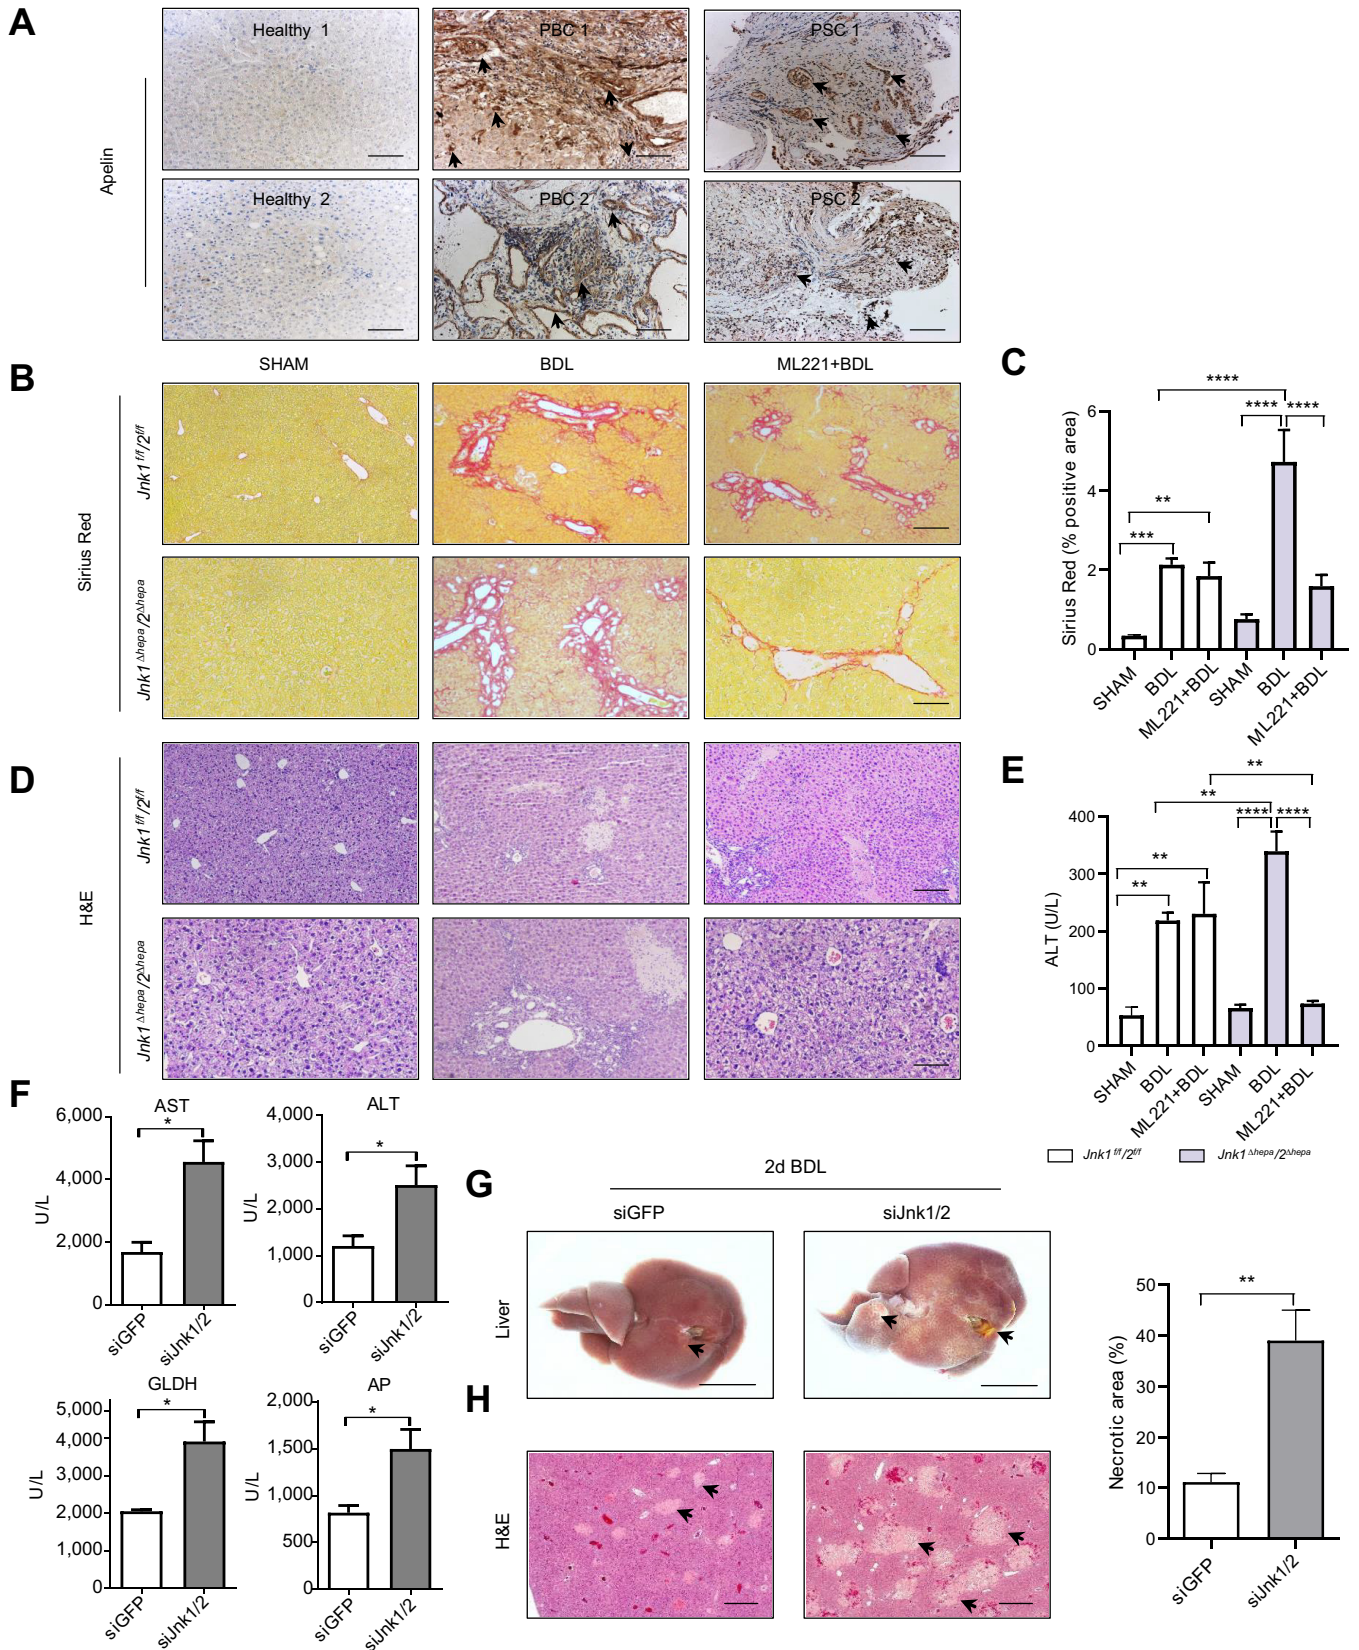 A
Healthy 1
PBC 1
PSC 1
Apelin
Healthy 2
PBC 2
PSC 2
B
SHAM
BDL
ML221+BDL
Sirius Red
Jnk1 f/f/2f/f
Jnk1 Δhepa/2Δhepa
C
Sirius Red (% positive area)
6
4
2
0
****
**** ****
**
***
SHAM
BDL
ML221+BDL
SHAM
BDL
ML221+BDL
D
H&E
Jnk1 f/f/2f/f
Jnk1 Δhepa/2Δhepa
E
ALT (U/L)
400
300
200
100
0
**
**
**** ****
**
**
SHAM
BDL
ML221+BDL
SHAM
BDL
ML221+BDL
Jnk1 f/f/2f/f
Jnk1 Δhepa/2Δhepa
F
AST
U/L
6,000
4,000
2,000
0
*
siGFP
siJnk1/2
ALT
U/L
4,000
3,000
2,000
1,000
0
*
siGFP
siJnk1/2
GLDH
U/L
5,000
4,000
3,000
2,000
1,000
0
*
siGFP
siJnk1/2
AP
U/L
2,000
1,500
1,000
500
0
*
siGFP
siJnk1/2
G
2d BDL
siGFP
siJnk1/2
Liver
H
H&E
Necrotic area (%)
50
40
30
20
10
0
**
siGFP
siJnk1/2